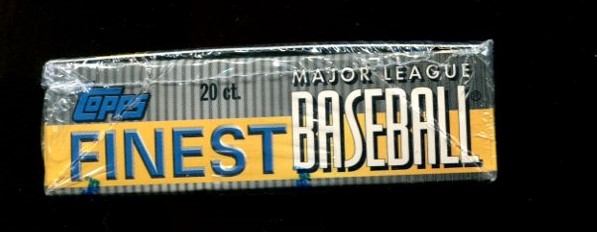 Topps
20 ct.
FINEST
MAJOR LEAGUE
BASEBALL®